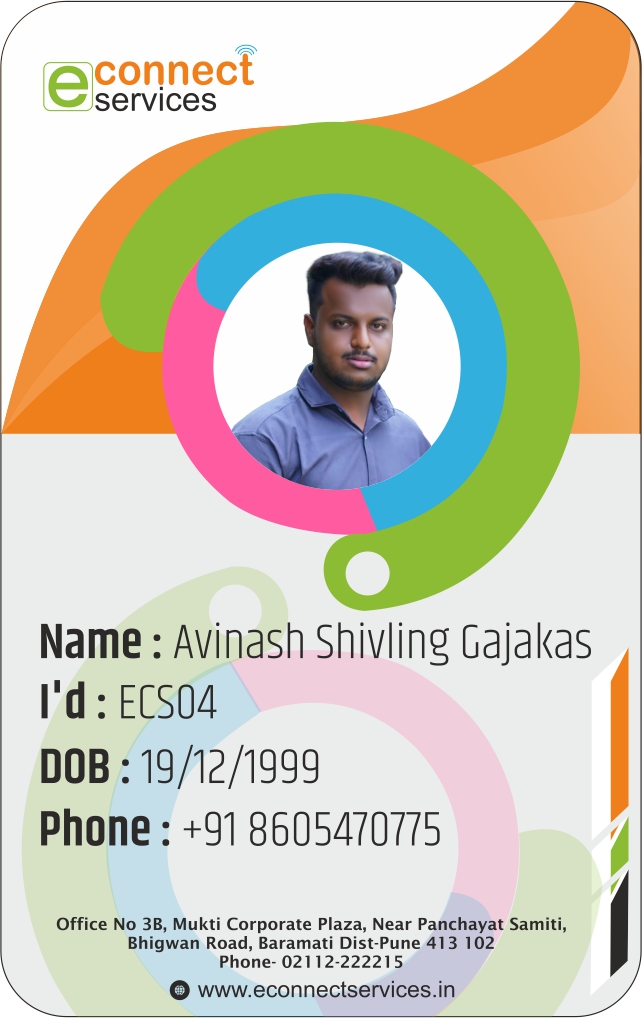 econnect
services
Name : Avinash Shivling Gajakas
I'd : ECS04
DOB : 19/12/1999
Phone : +91 8605470775
Office No 3B, Mukti Corporate Plaza, Near Panchayat Samiti,
Bhigwan Road, Baramati Dist-Pune 413 102
Phone- 02112-222215
www.econnectservices.in